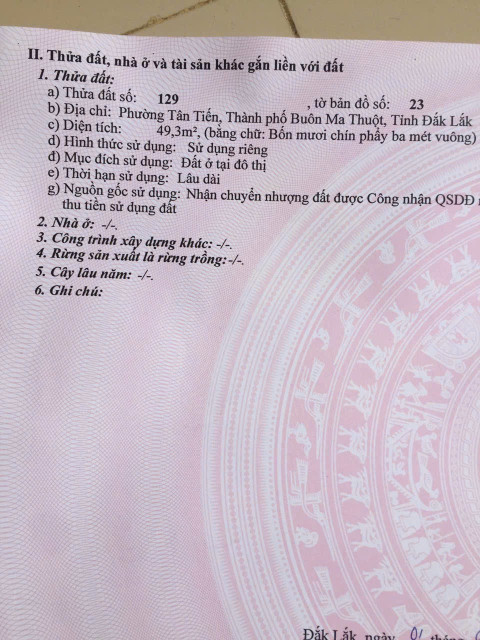 II. Thửa đất, nhà ở và tài sản khác gắn liền với đất
1. Thửa đất:
a) Thửa đất số: 129 , tờ bản đồ số: 23
b) Địa chỉ: Phường Tân Tiến, Thành phố Buôn Ma Thuột, Tỉnh Đắk Lắk
c) Diện tích: 49,3m², (bằng chữ: Bốn mươi chín phẩy ba mét vuông)
d) Hình thức sử dụng: Sử dụng riêng
đ) Mục đích sử dụng: Đất ở tại đô thị
e) Thời hạn sử dụng: Lâu dài
g) Nguồn gốc sử dụng: Nhận chuyển nhượng đất được Công nhận QSDĐ
thu tiền sử dụng đất
2. Nhà ở: -/-.
3. Công trình xây dựng khác: -/-.
4. Rừng sản xuất là rừng trồng: -/-.
5. Cây lâu năm: -/-.
6. Ghi chú:
Đắk Lắk, ngày 01 tháng